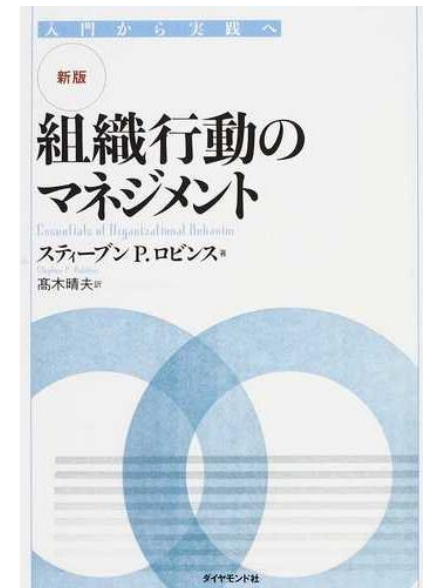 入門から実践へ
新版
組織行動の
マネジメント
Essentials of Organizational Behavior
スティーブン P. ロビンス著
Stephen P. Robbins
髙木晴夫訳
ダイヤモンド社